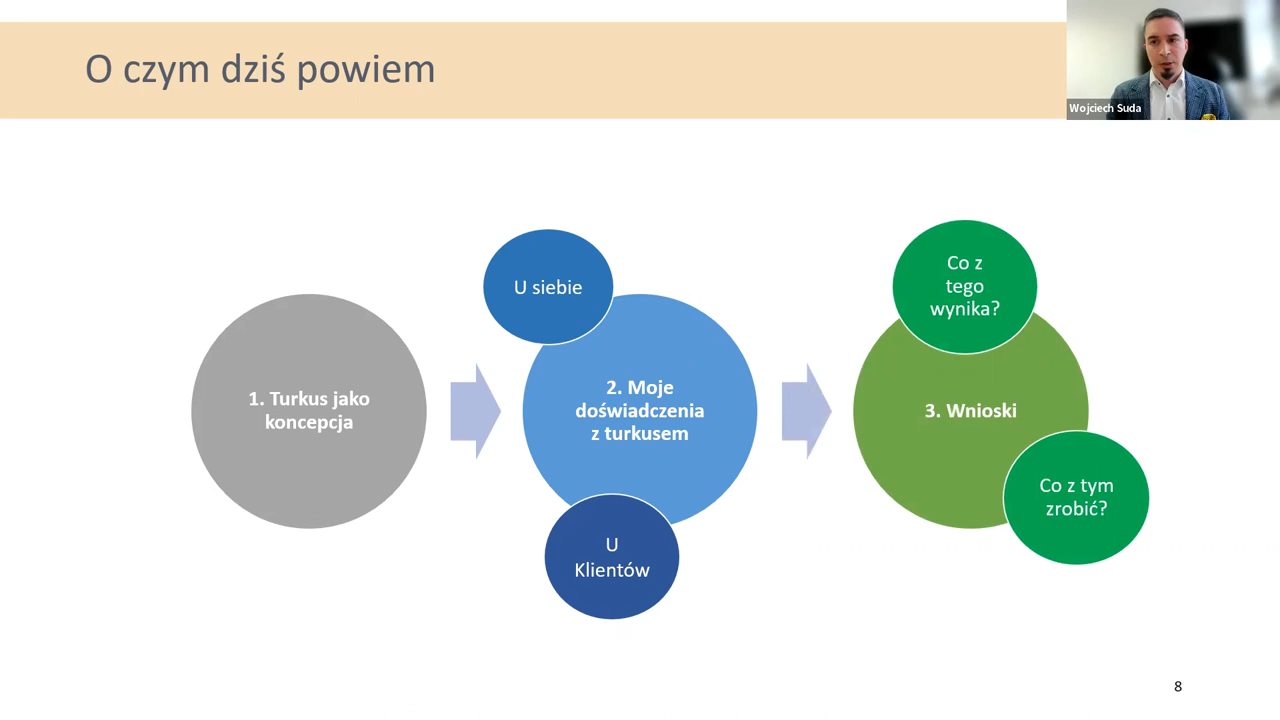 O czym dziś powiem
Wojciech Suda
1. Turkus jako
koncepcja
U siebie
2. Moje
doświadczenia
z turkusem
U
Klientów
Co z
tego
wynika?
3. Wnioski
Co z tym
zrobić?
8